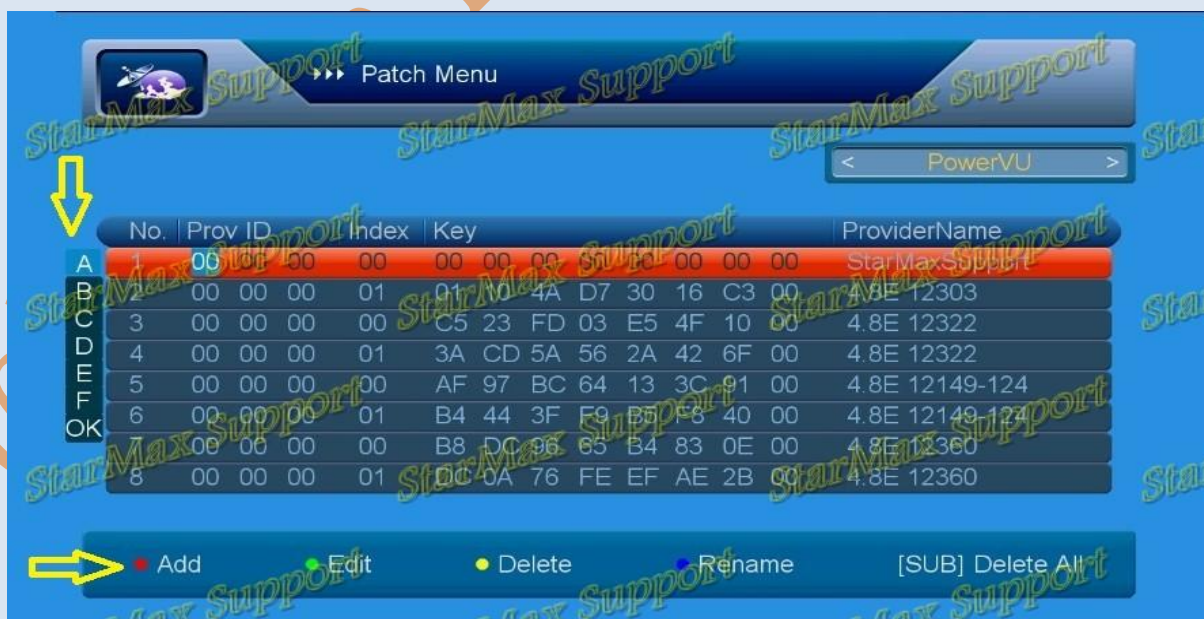 Patch Menu
< PowerVU >
No. Prov ID Index Key ProviderName
A 1 00 00 00 00 00 00 00 00 00 00 00 00 StarMaxSupport
B 2 00 00 00 01 01 10 4A D7 30 16 C3 00 4.8E 12303
C 3 00 00 00 00 C5 23 FD 03 E5 4F 10 00 4.8E 12322
D 4 00 00 00 01 3A CD 5A 56 2A 42 6F 00 4.8E 12322
E 5 00 00 00 00 AF 97 BC 64 13 3C 91 00 4.8E 12149-124
F 6 00 00 00 01 B4 44 3F F9 B5 F8 40 00 4.8E 12149-124
OK 7 00 00 00 00 B8 DC 96 65 B4 83 0E 00 4.8E 12360
8 00 00 00 01 DC 0A 76 FE EF AE 2B 00 4.8E 12360
Add Edit Delete Rename [SUB] Delete All
StarMax Support